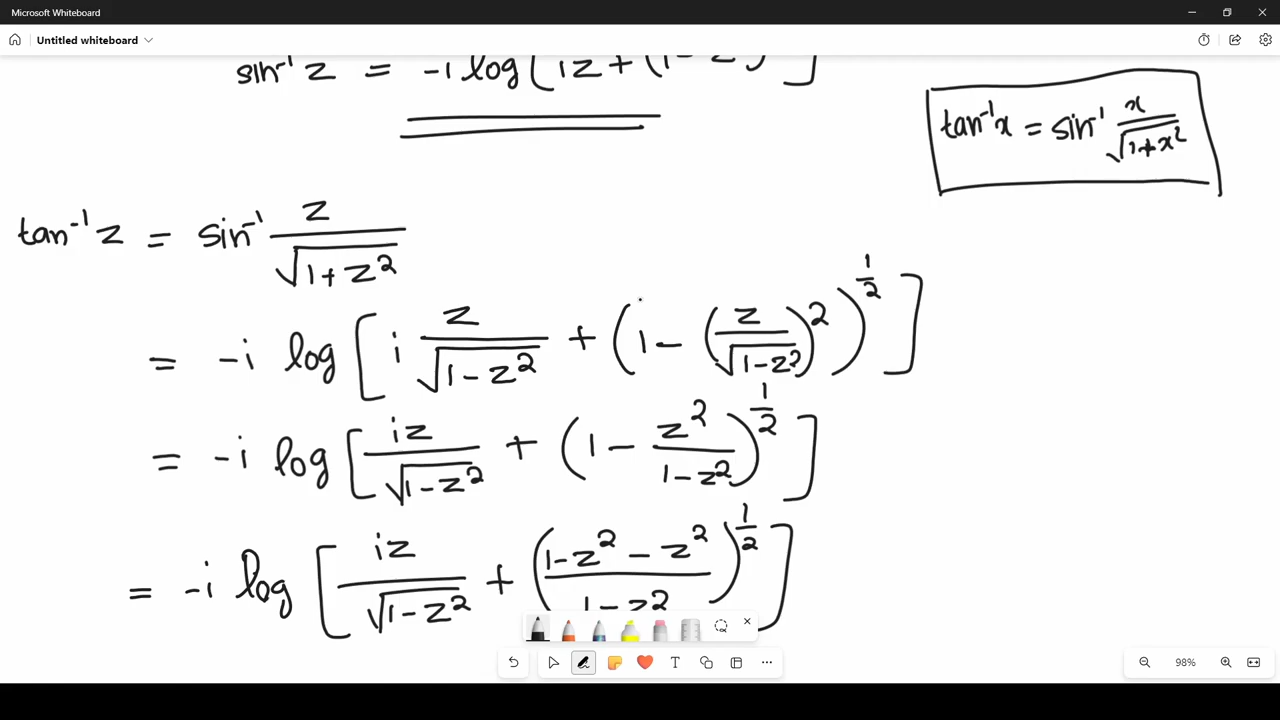 Microsoft Whiteboard
Untitled whiteboard
sin⁻¹ z = -i log[iz + (1-z²)
tan⁻¹x = sin⁻¹ x/√(1+x²)
tan⁻¹ z = sin⁻¹ z/√(1+z²)
= -i log [ i z/√(1-z²) + (1 - (z/√(1-z²))²)^(1/2) ]
= -i log [ iz/√(1-z²) + (1 - z²/(1-z²))^(1/2) ]
= -i log [ iz/√(1-z²) + ((1-z² - z²)/(1-z²))^(1/2) ]
98%